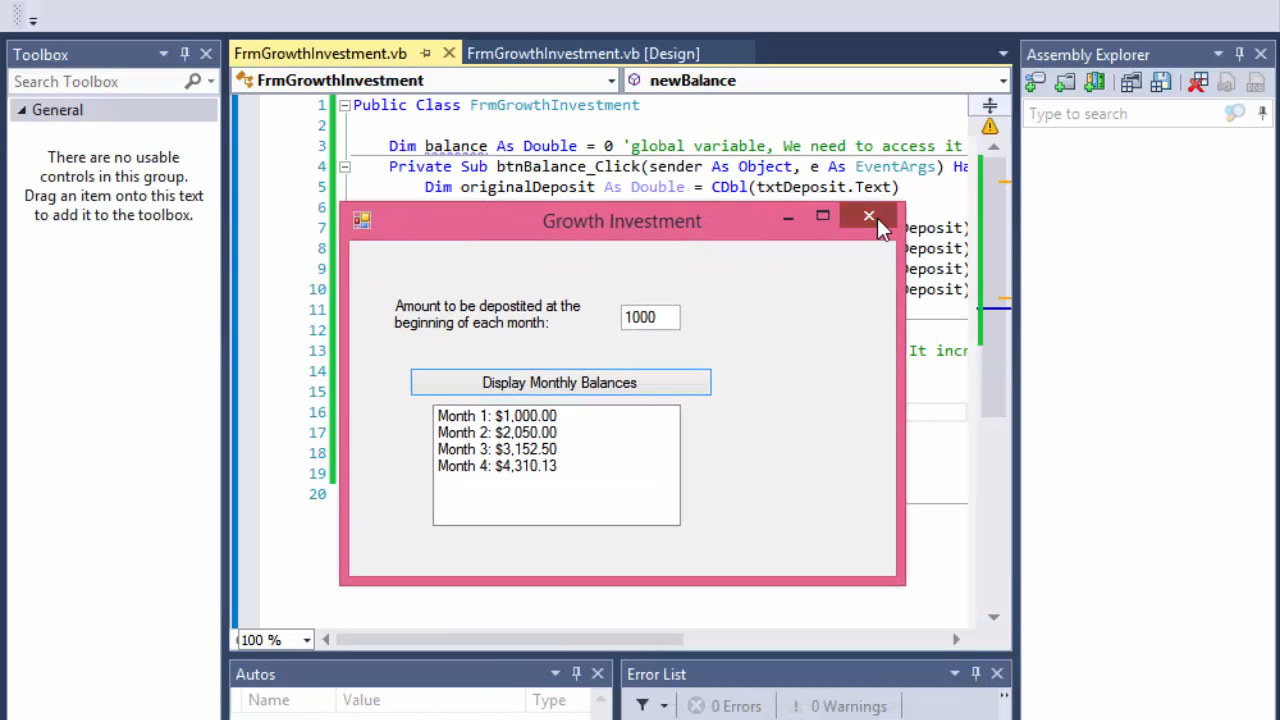 Toolbox
FrmGrowthInvestment.vb
FrmGrowthInvestment.vb [Design]
Assembly Explorer
Search Toolbox
FrmGrowthInvestment
newBalance
General
Type to search
There are no usable
controls in this group.
Drag an item onto this text
to add it to the toolbox.
1 Public Class FrmGrowthInvestment
2
3 Dim balance As Double = 0 'global variable, We need to access it
4 Private Sub btnBalance_Click(sender As Object, e As EventArgs) Ha
5 Dim originalDeposit As Double = CDbl(txtDeposit.Text)
6
7 Deposit)
8 Deposit)
9 Deposit)
10 Deposit)
11
12
13 It incr
14
15
16
17
18
19
20
Growth Investment
Amount to be depostited at the
beginning of each month:
1000
Display Monthly Balances
Month 1: $1,000.00
Month 2: $2,050.00
Month 3: $3,152.50
Month 4: $4,310.13
100 %
Autos
Error List
Name Value Type
0 Errors
0 Warnings